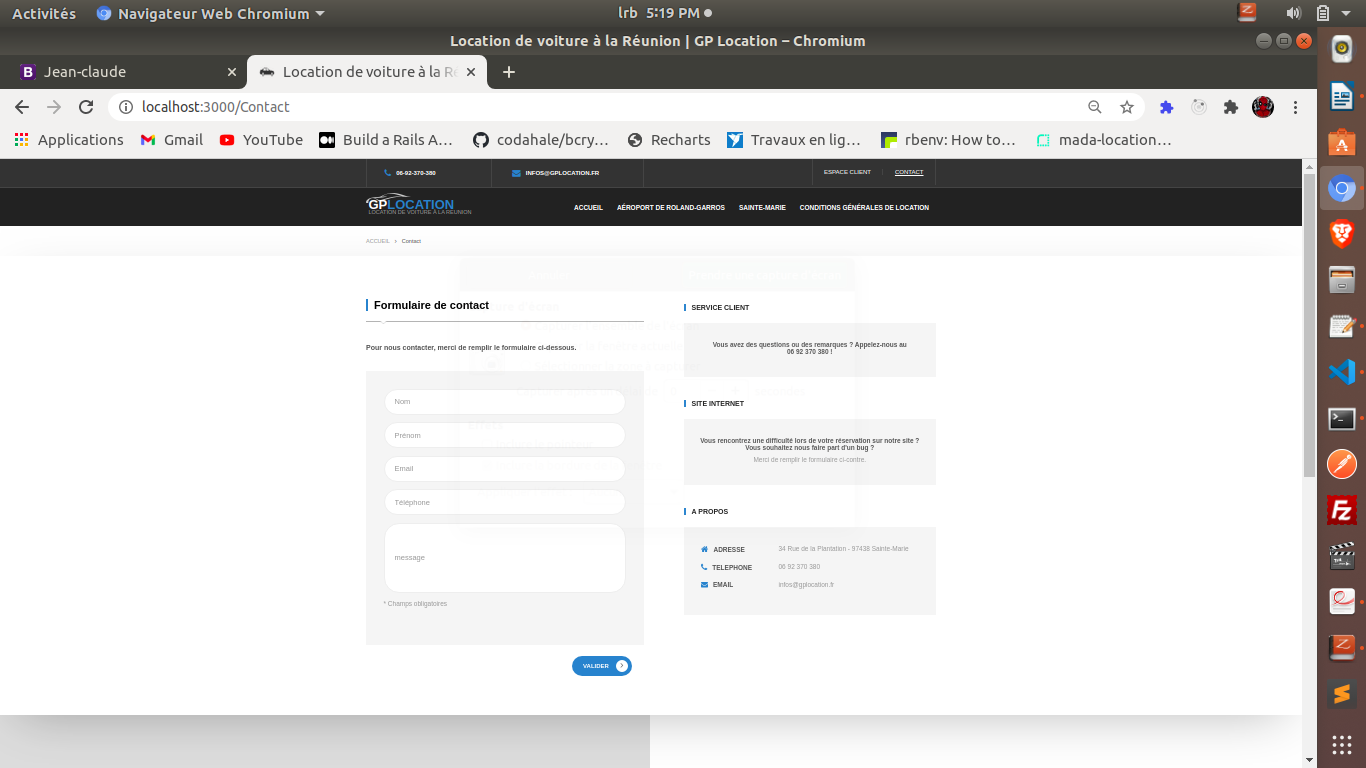 Activités
Navigateur Web Chromium
lrb 5:19 PM
Location de voiture à la Réunion | GP Location – Chromium
Jean-claude
Location de voiture à la Ré
localhost:3000/Contact
Applications
Gmail
YouTube
Build a Rails A…
codahale/bcry…
Recharts
Travaux en lig…
rbenv: How to…
mada-location…
06-92-370-380
INFOS@GPLOCATION.FR
ESPACE CLIENT
CONTACT
GPLOCATION
LOCATION DE VOITURE À LA RÉUNION
ACCUEIL
AÉROPORT DE ROLAND-GARROS
SAINTE-MARIE
CONDITIONS GÉNÉRALES DE LOCATION
ACCUEIL › Contact
Formulaire de contact
Pour nous contacter, merci de remplir le formulaire ci-dessous.
Nom
Prénom
Email
Téléphone
message
* Champs obligatoires
VALIDER
SERVICE CLIENT
Vous avez des questions ou des remarques ? Appelez-nous au
06 92 370 380 !
SITE INTERNET
Vous rencontrez une difficulté lors de votre réservation sur notre site ?
Vous souhaitez nous faire part d'un bug ?
Merci de remplir le formulaire ci-contre.
A PROPOS
ADRESSE
34 Rue de la Plantation - 97438 Sainte-Marie
TELEPHONE
06 92 370 380
EMAIL
infos@gplocation.fr